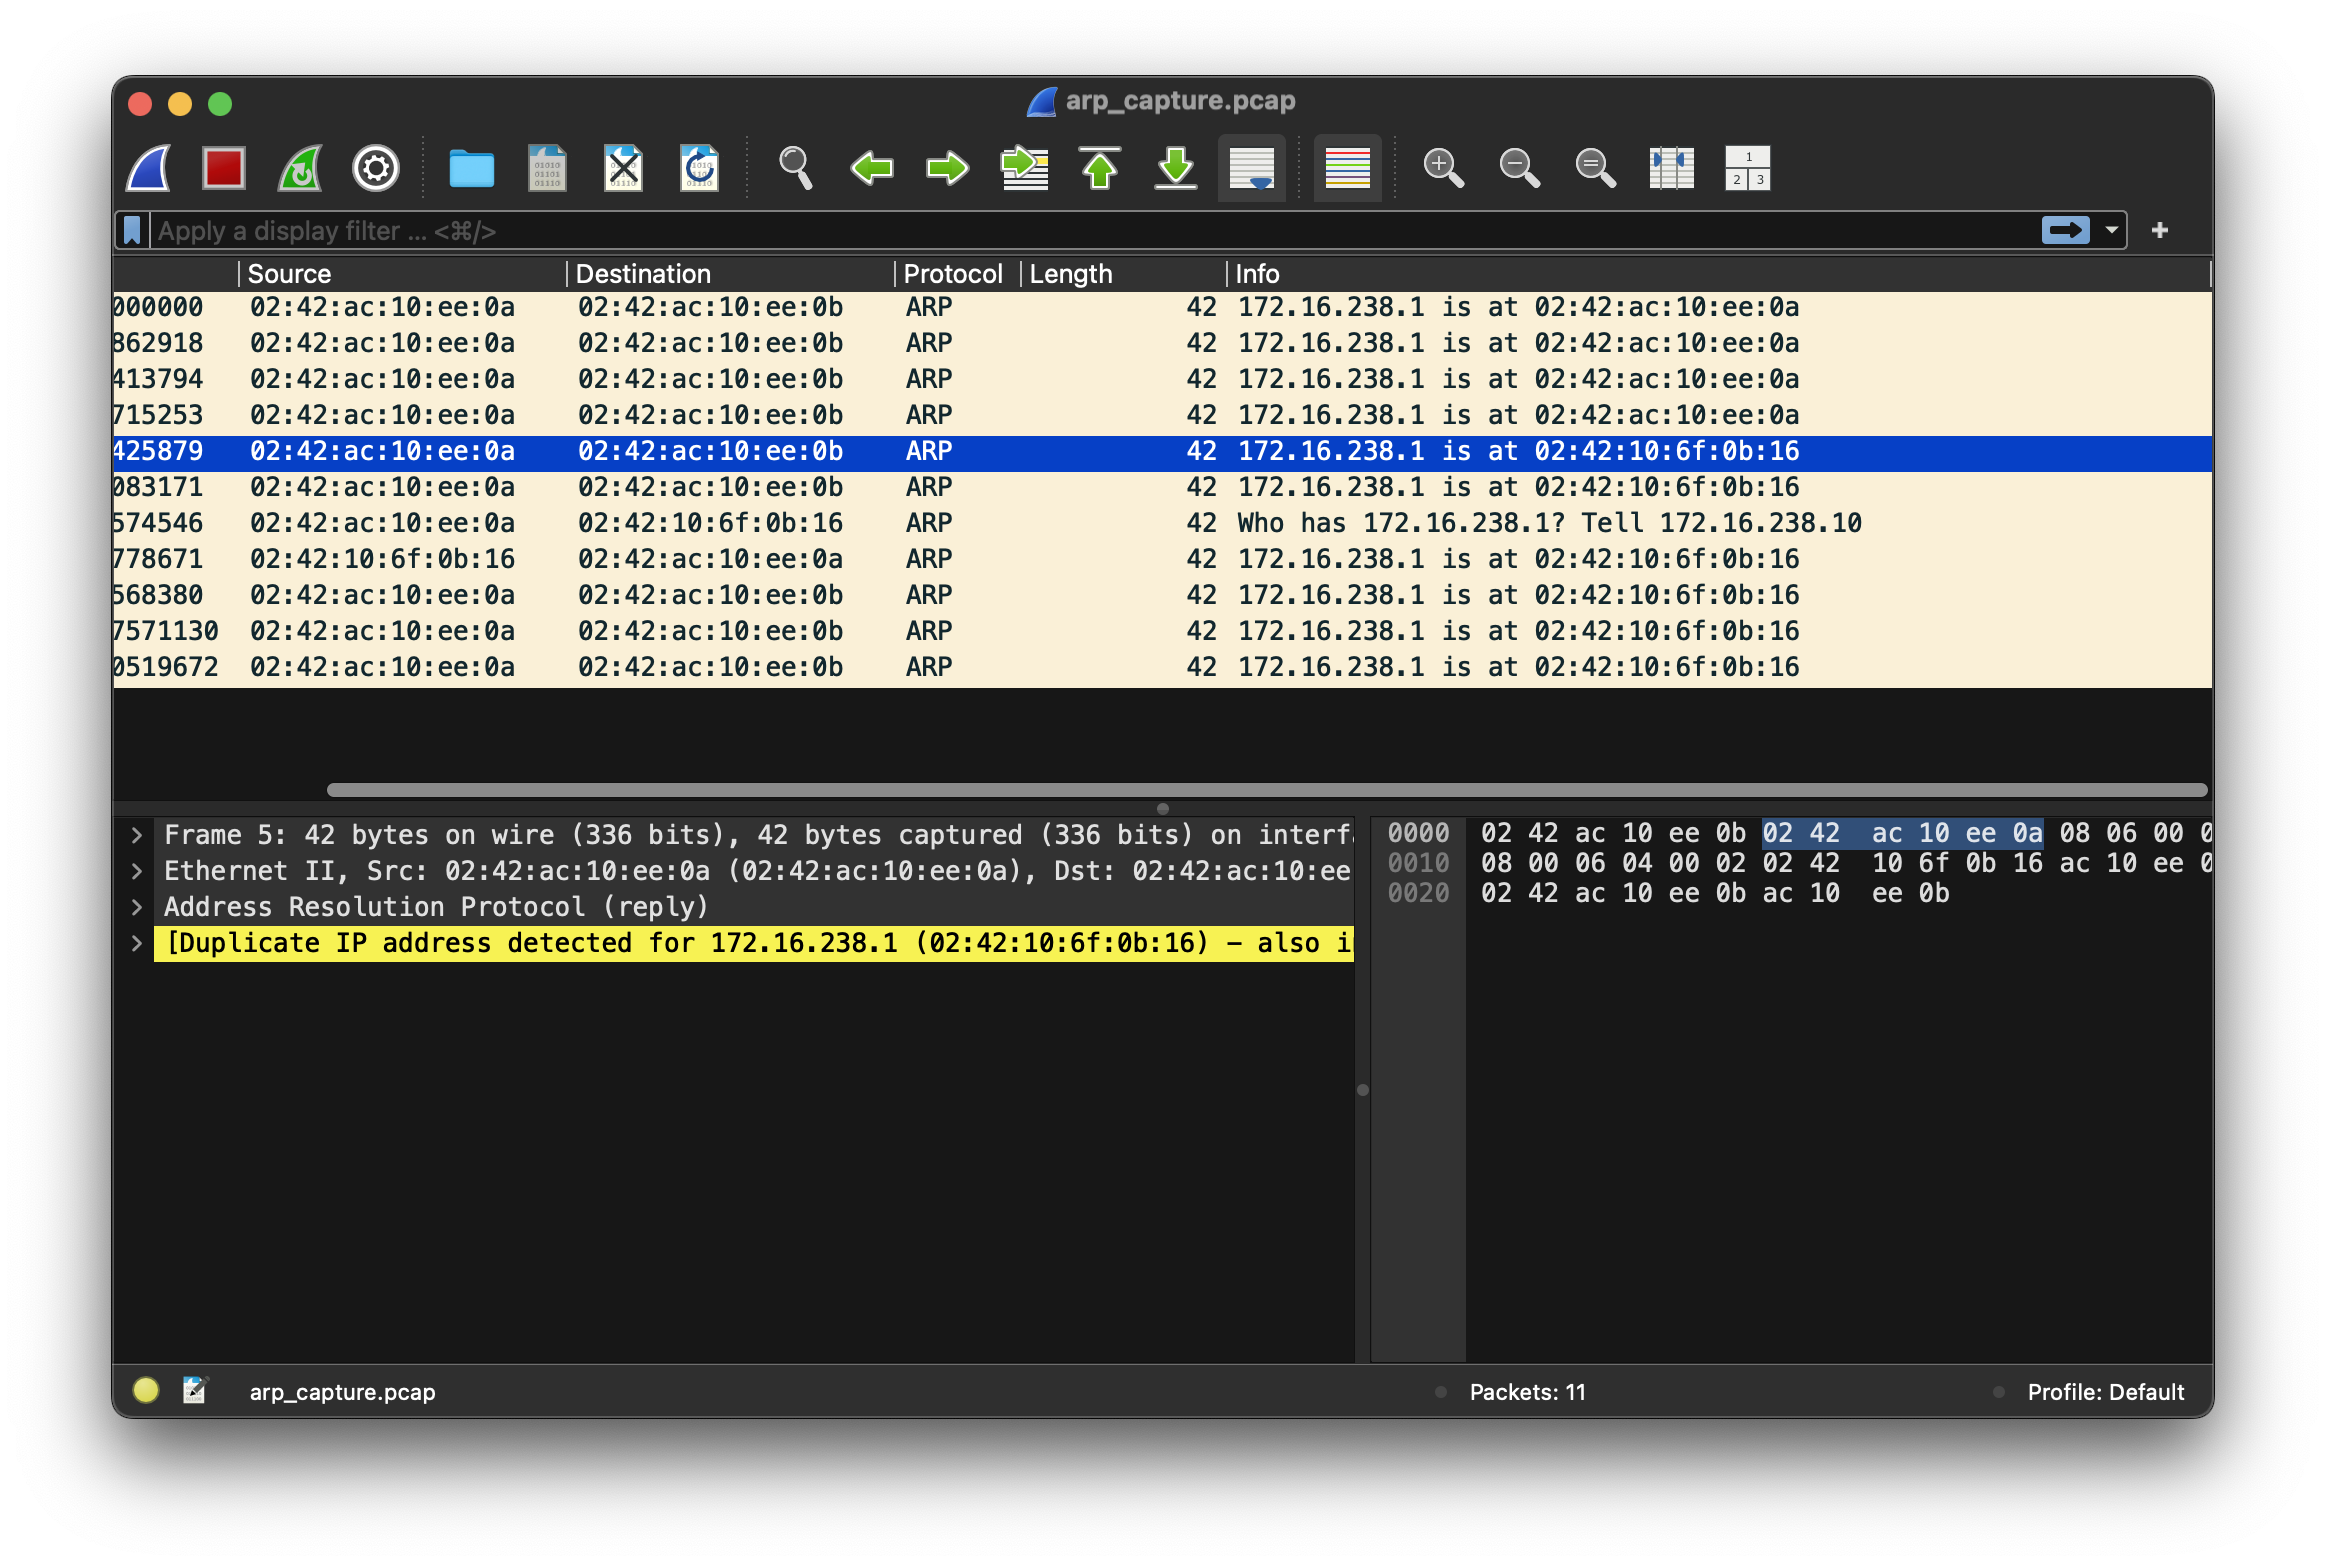 arp_capture.pcap
Apply a display filter ... <⌘/>
Source Destination Protocol Length Info
000000 02:42:ac:10:ee:0a 02:42:ac:10:ee:0b ARP 42 172.16.238.1 is at 02:42:ac:10:ee:0a
862918 02:42:ac:10:ee:0a 02:42:ac:10:ee:0b ARP 42 172.16.238.1 is at 02:42:ac:10:ee:0a
413794 02:42:ac:10:ee:0a 02:42:ac:10:ee:0b ARP 42 172.16.238.1 is at 02:42:ac:10:ee:0a
715253 02:42:ac:10:ee:0a 02:42:ac:10:ee:0b ARP 42 172.16.238.1 is at 02:42:ac:10:ee:0a
425879 02:42:ac:10:ee:0a 02:42:ac:10:ee:0b ARP 42 172.16.238.1 is at 02:42:10:6f:0b:16
083171 02:42:ac:10:ee:0a 02:42:ac:10:ee:0b ARP 42 172.16.238.1 is at 02:42:10:6f:0b:16
574546 02:42:ac:10:ee:0a 02:42:10:6f:0b:16 ARP 42 Who has 172.16.238.1? Tell 172.16.238.10
778671 02:42:10:6f:0b:16 02:42:ac:10:ee:0a ARP 42 172.16.238.1 is at 02:42:10:6f:0b:16
568380 02:42:ac:10:ee:0a 02:42:ac:10:ee:0b ARP 42 172.16.238.1 is at 02:42:10:6f:0b:16
7571130 02:42:ac:10:ee:0a 02:42:ac:10:ee:0b ARP 42 172.16.238.1 is at 02:42:10:6f:0b:16
0519672 02:42:ac:10:ee:0a 02:42:ac:10:ee:0b ARP 42 172.16.238.1 is at 02:42:10:6f:0b:16
Frame 5: 42 bytes on wire (336 bits), 42 bytes captured (336 bits) on interfa
Ethernet II, Src: 02:42:ac:10:ee:0a (02:42:ac:10:ee:0a), Dst: 02:42:ac:10:ee
Address Resolution Protocol (reply)
[Duplicate IP address detected for 172.16.238.1 (02:42:10:6f:0b:16) – also i
0000 02 42 ac 10 ee 0b 02 42 ac 10 ee 0a 08 06 00 0
0010 08 00 06 04 00 02 02 42 10 6f 0b 16 ac 10 ee 0
0020 02 42 ac 10 ee 0b ac 10 ee 0b
arp_capture.pcap Packets: 11 Profile: Default